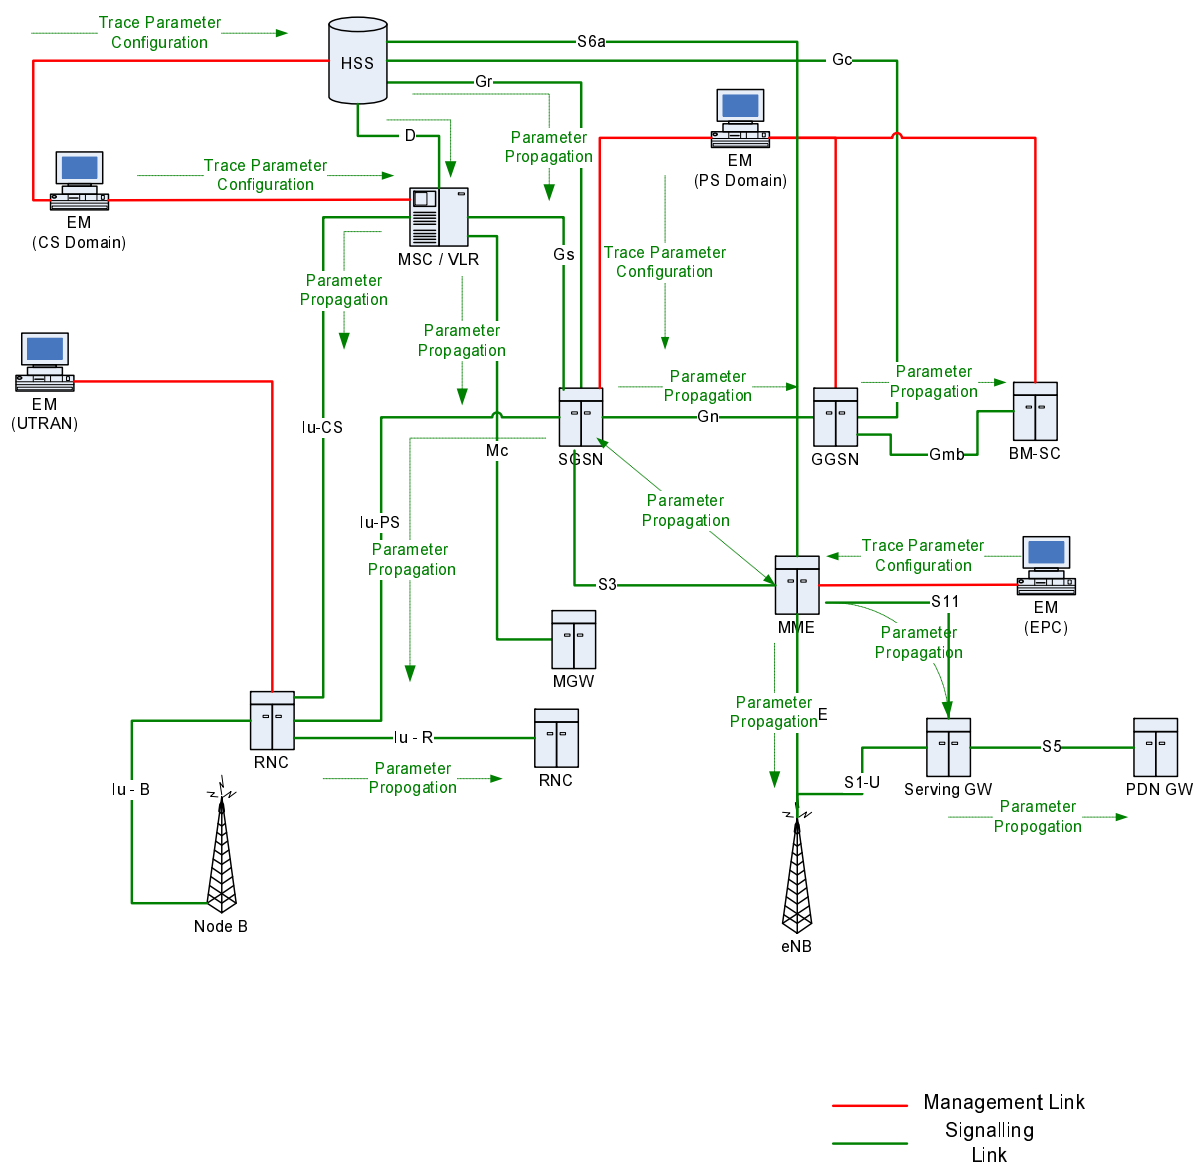 Trace Parameter
Configuration
HSS
S6a
Gc
Gr
D
Parameter
Propagation
EM
(PS Domain)
Trace Parameter
Configuration
EM
(CS Domain)
MSC / VLR
Gs
Trace Parameter
Configuration
Parameter
Propagation
Parameter
Propagation
EM
(UTRAN)
Parameter
Propagation
Parameter
Propagation
Iu-CS
Gn
Mc
SGSN
GGSN
Gmb
BM-SC
Iu-PS
Parameter
Propagation
Parameter
Propagation
Trace Parameter
Configuration
S3
EM
(EPC)
S11
MME
Parameter
Propagation
MGW
Parameter
Propagation
E
Iu - R
RNC
Parameter
Propogation
RNC
S5
S1-U
Serving GW
PDN GW
Iu - B
Parameter
Propogation
Node B
eNB
Management Link
Signalling
Link